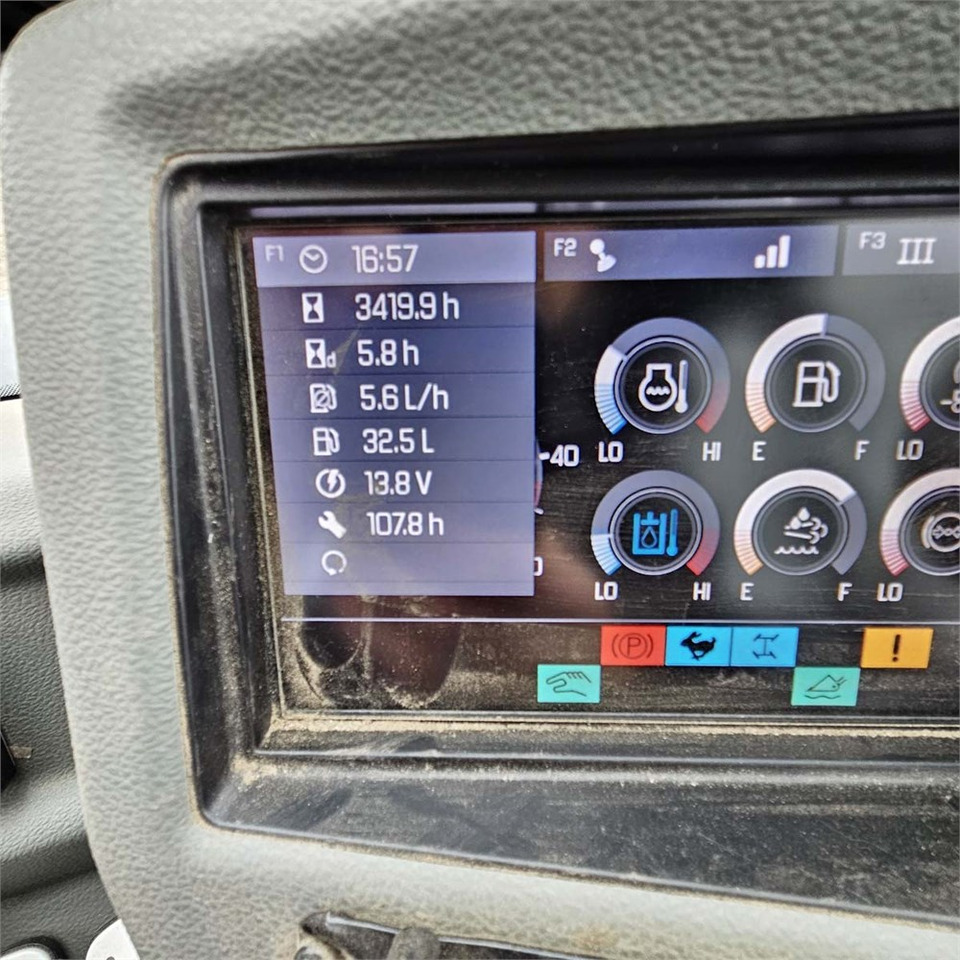 F1 16:57
F2
F3 III
3419.9 h
d 5.8 h
5.6 L/h
32.5 L
13.8 V
107.8 h
-40
LO HI E F LO
LO HI E F LO
(P) !